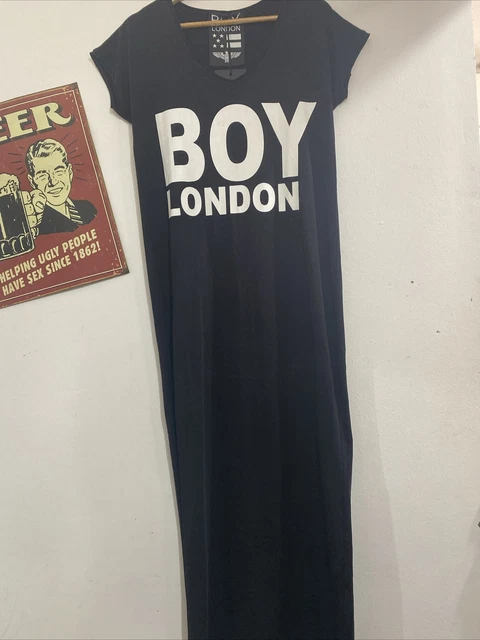 BOY
LONDON
BOY
LONDON
EER
HELPING UGLY PEOPLE
HAVE SEX SINCE 1862!